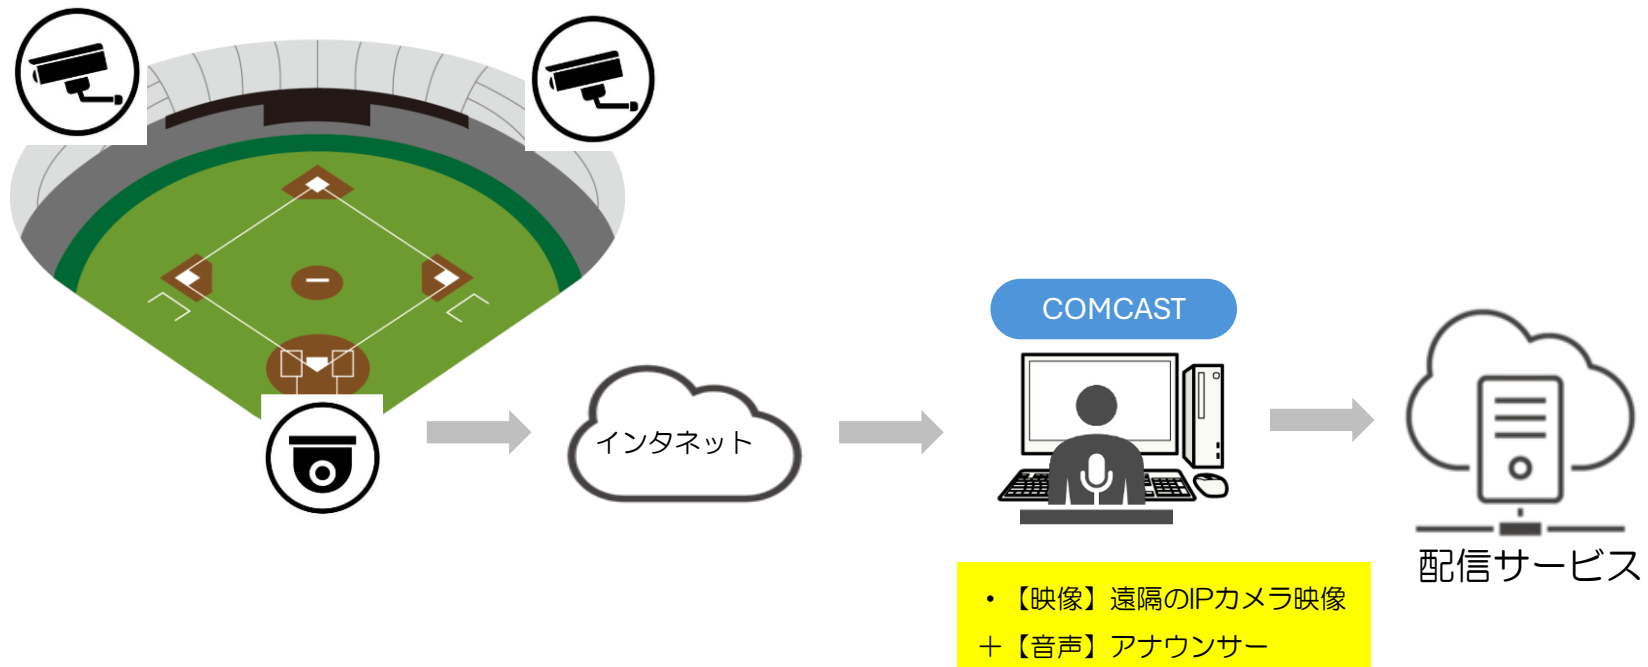 COMCAST
インタネット
配信サービス
・【映像】遠隔のIPカメラ映像
＋【音声】アナウンサー